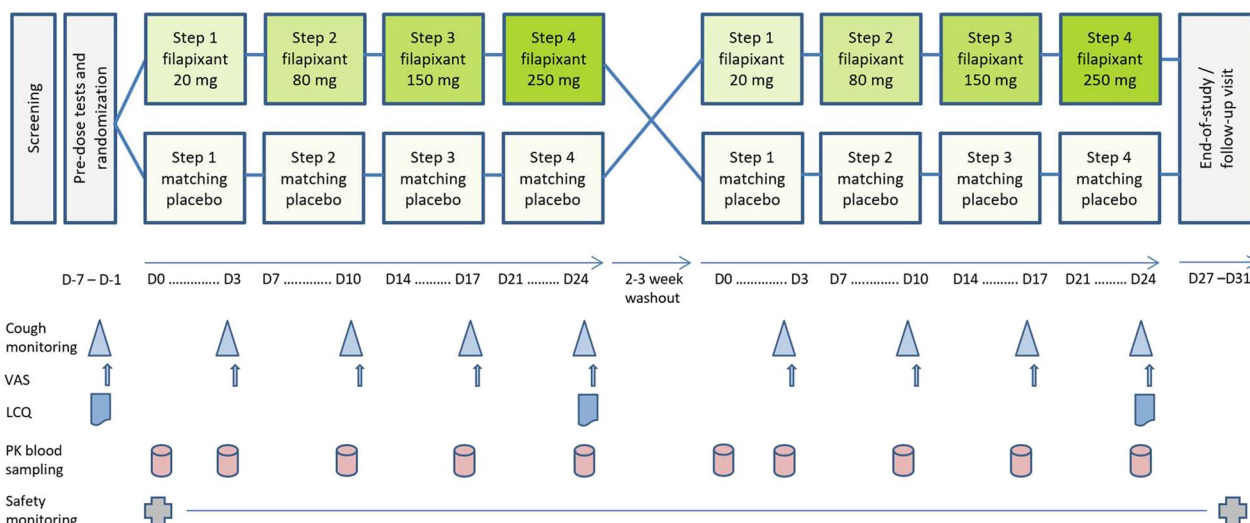 Screening
Pre-dose tests and
randomization
Step 1
filapixant
20 mg
Step 2
filapixant
80 mg
Step 3
filapixant
150 mg
Step 4
filapixant
250 mg
Step 1
filapixant
20 mg
Step 2
filapixant
80 mg
Step 3
filapixant
150 mg
Step 4
filapixant
250 mg
Step 1
matching
placebo
Step 2
matching
placebo
Step 3
matching
placebo
Step 4
matching
placebo
Step 1
matching
placebo
Step 2
matching
placebo
Step 3
matching
placebo
Step 4
matching
placebo
End-of-study /
follow-up visit
D-7 – D-1
D0 .............. D3
D7 ............ D10
D14 .......... D17
D21 ......... D24
2-3 week
washout
D0 .............. D3
D7 ............. D10
D14 .......... D17
D21 ......... D24
D27 –D31
Cough
monitoring
VAS
LCQ
PK blood
sampling
Safety
monitoring